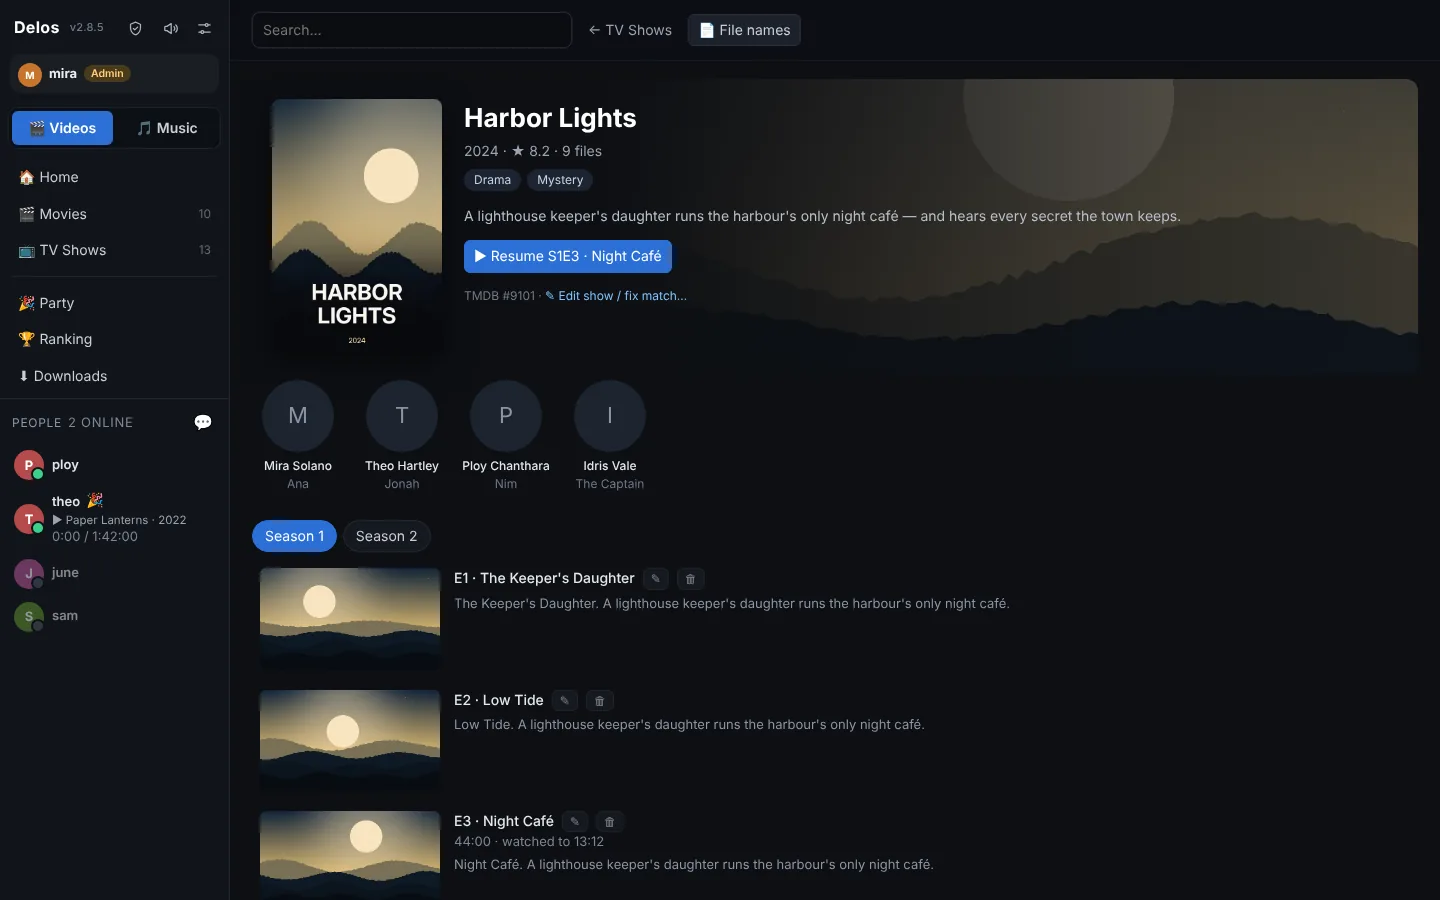 Delos v2.8.5
M mira Admin
Videos Music
Home
Movies 10
TV Shows 13
Party
Ranking
Downloads
PEOPLE 2 ONLINE
P ploy
T theo
▶ Paper Lanterns · 2022
0:00 / 1:42:00
J june
S sam
Search...
← TV Shows
File names
HARBOR
LIGHTS
2024
Harbor Lights
2024 · ★ 8.2 · 9 files
Drama Mystery
A lighthouse keeper's daughter runs the harbour's only night café — and hears every secret the town keeps.
▶ Resume S1E3 · Night Café
TMDB #9101 · ✎ Edit show / fix match...
M T P I
Mira Solano Theo Hartley Ploy Chanthara Idris Vale
Ana Jonah Nim The Captain
Season 1 Season 2
E1 · The Keeper's Daughter
The Keeper's Daughter. A lighthouse keeper's daughter runs the harbour's only night café.
E2 · Low Tide
Low Tide. A lighthouse keeper's daughter runs the harbour's only night café.
E3 · Night Café
44:00 · watched to 13:12
Night Café. A lighthouse keeper's daughter runs the harbour's only night café.